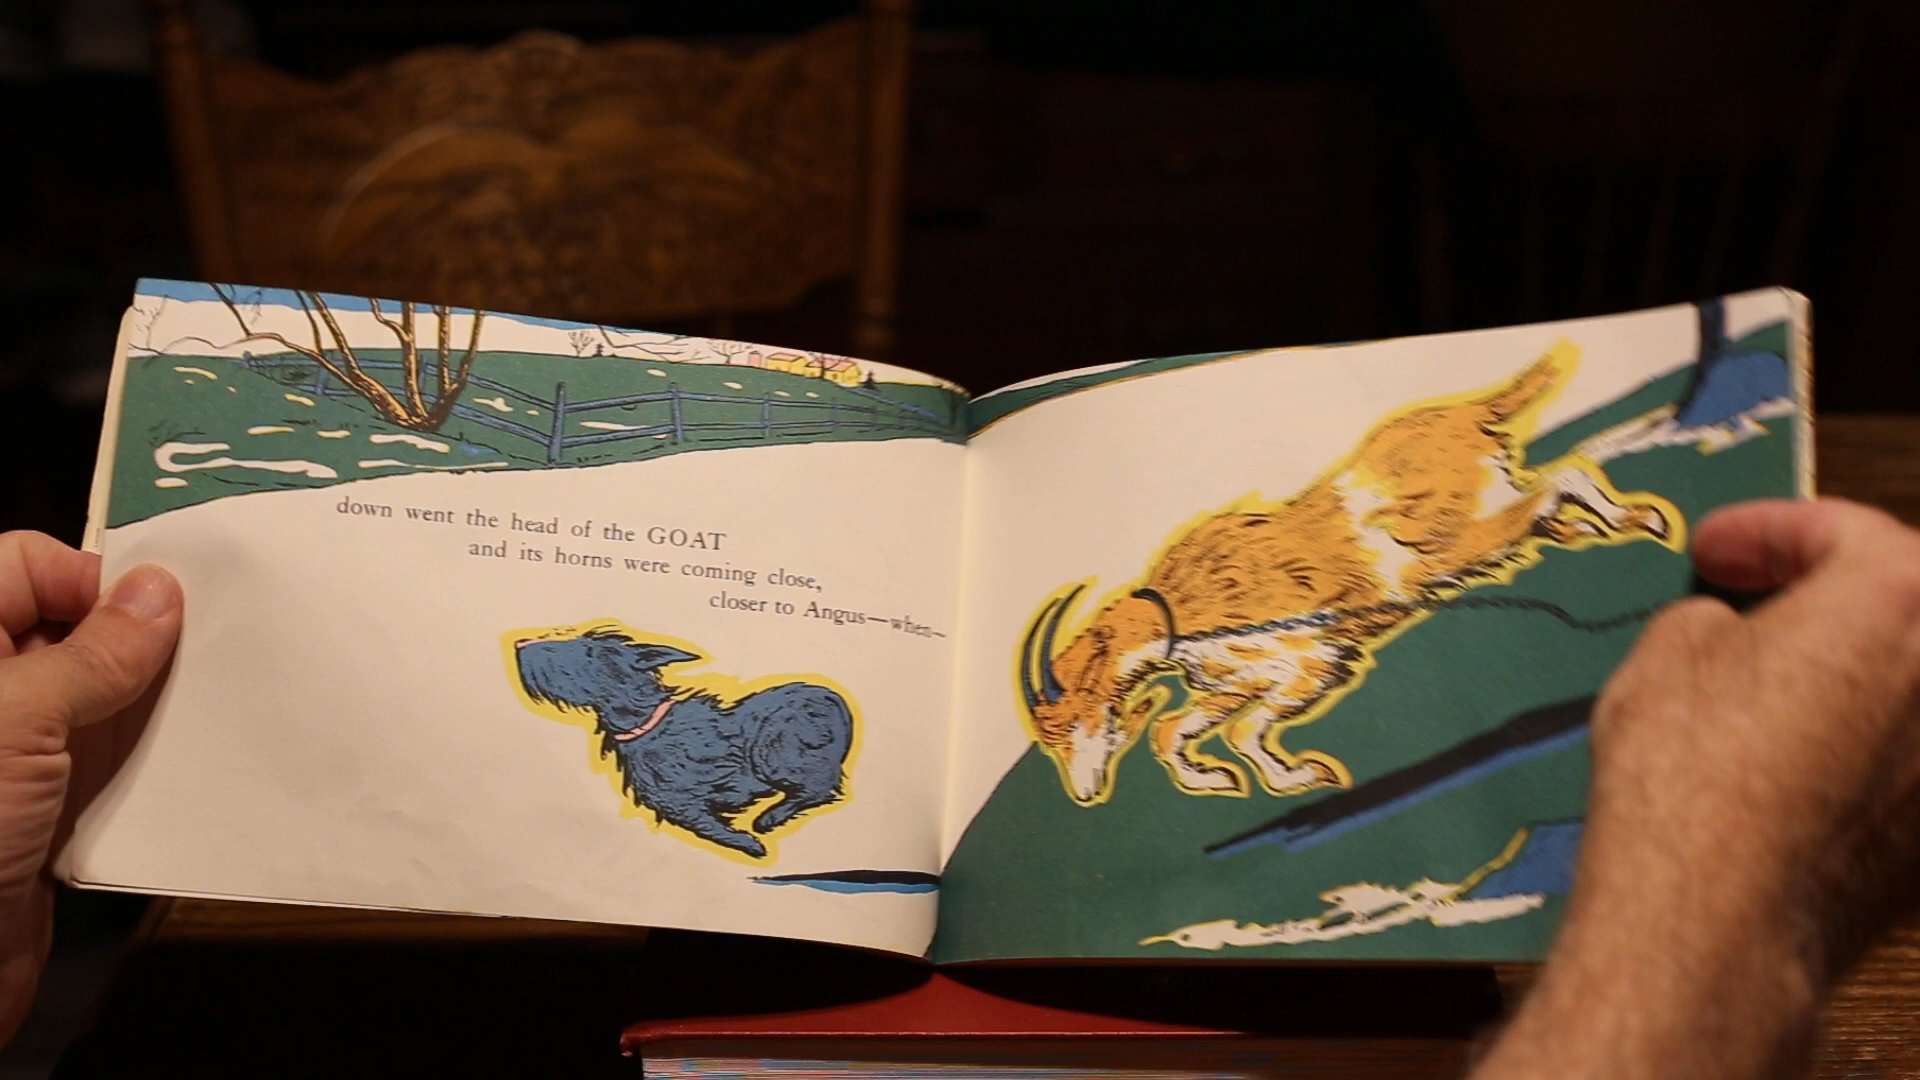 down went the head of the GOAT
and its horns were coming close,
closer to Angus—when—